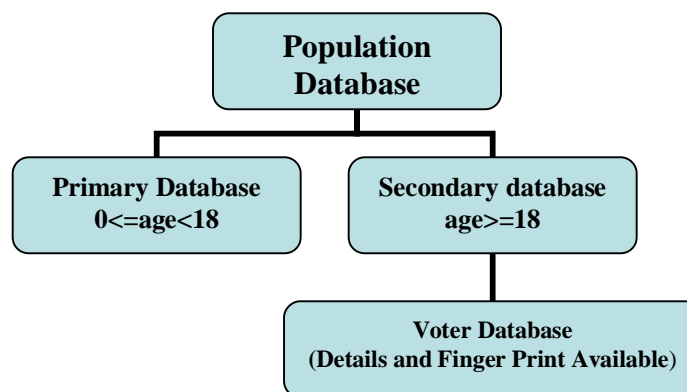 Population
Database
Primary Database
0<=age<18
Secondary database
age>=18
Voter Database
(Details and Finger Print Available)